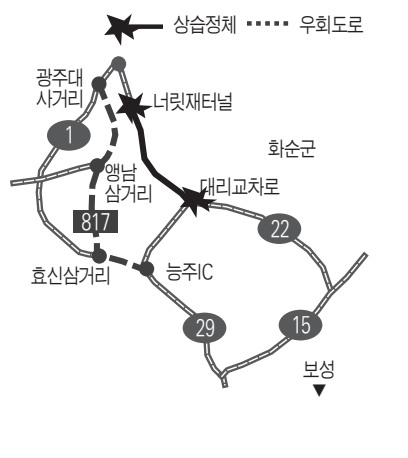 상습정체 우회도로
광주대
사거리
너릿재터널
1
화순군
앵남
삼거리
대리교차로
817
22
효신삼거리
능주IC
29
15
보성